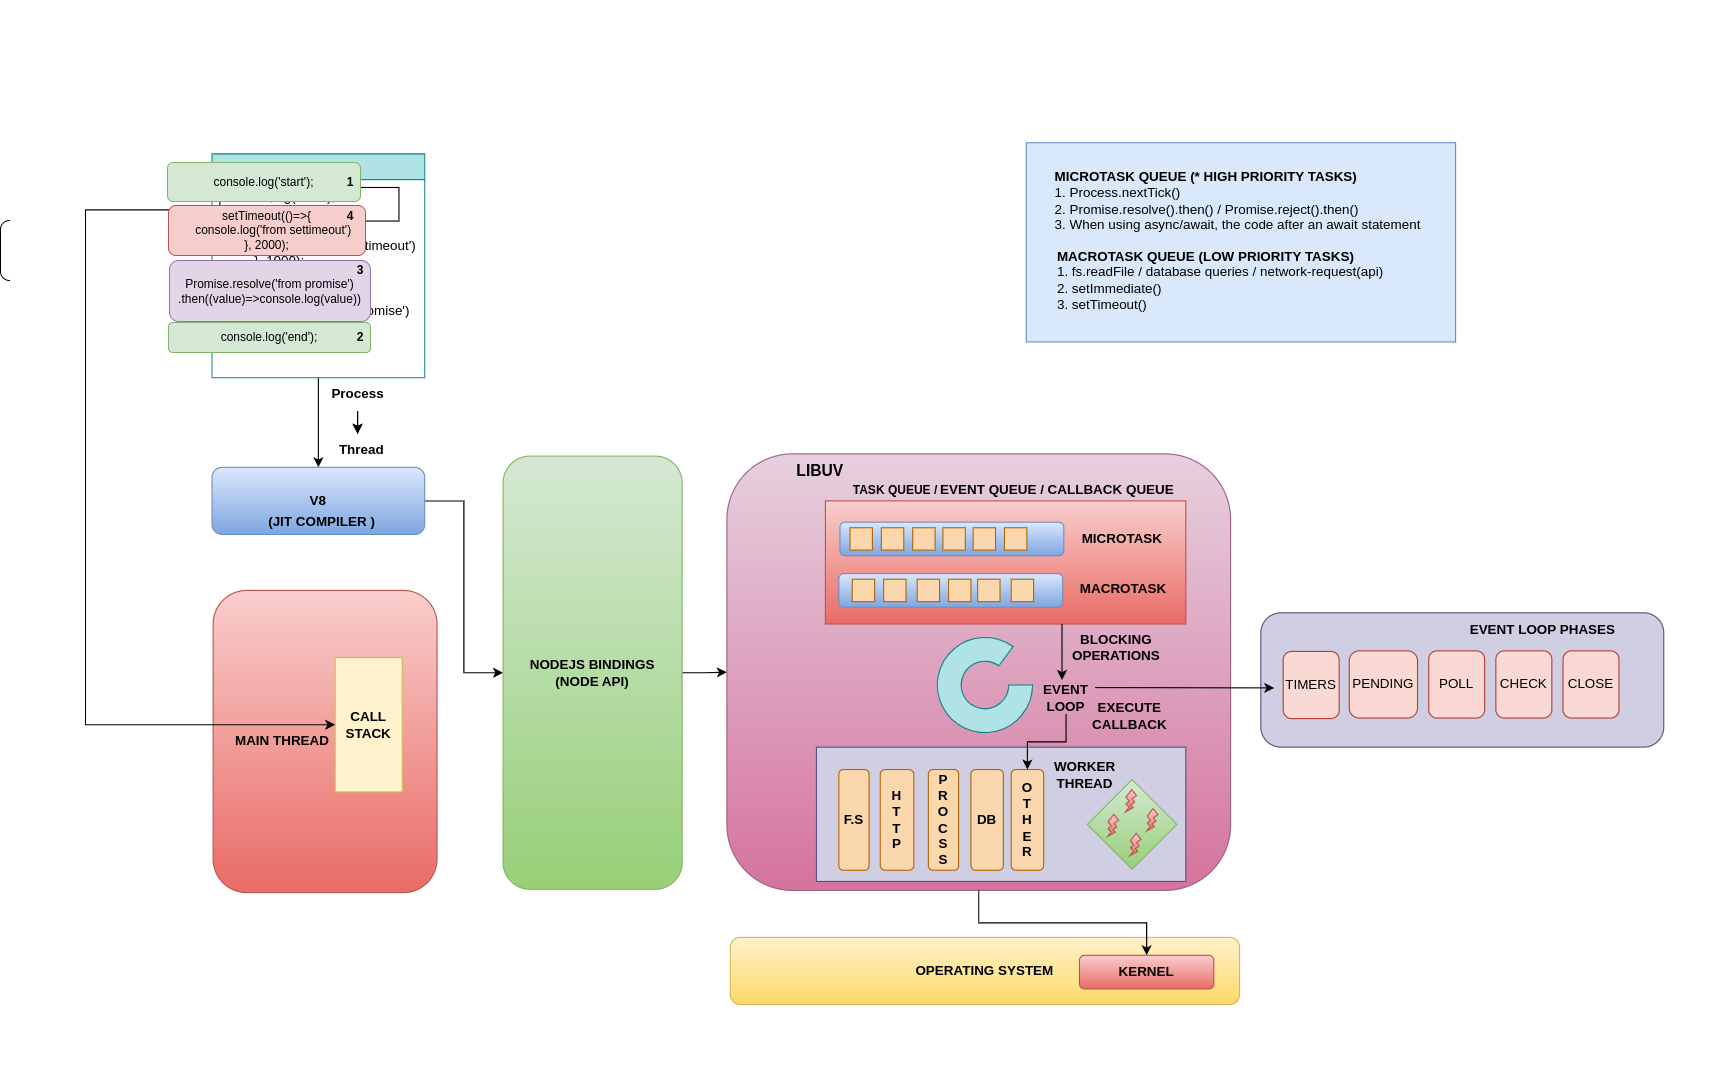 console.log('start'); 1
setTimeout(()=>{ 4
console.log('from settimeout')
}, 2000);
timeout')
3
Promise.resolve('from promise')
.then((value)=>console.log(value))
omise')
console.log('end'); 2
Process
Thread
V8
(JIT COMPILER )
MAIN THREAD
CALL
STACK
NODEJS BINDINGS
(NODE API)
MICROTASK QUEUE (* HIGH PRIORITY TASKS)
1. Process.nextTick()
2. Promise.resolve().then() / Promise.reject().then()
3. When using async/await, the code after an await statement
MACROTASK QUEUE (LOW PRIORITY TASKS)
1. fs.readFile / database queries / network-request(api)
2. setImmediate()
3. setTimeout()
LIBUV
TASK QUEUE / EVENT QUEUE / CALLBACK QUEUE
MICROTASK
MACROTASK
BLOCKING
OPERATIONS
EVENT
LOOP
EXECUTE
CALLBACK
WORKER
THREAD
F.S
HTTP
PROCSS
DB
OTHER
EVENT LOOP PHASES
TIMERS
PENDING
POLL
CHECK
CLOSE
OPERATING SYSTEM
KERNEL